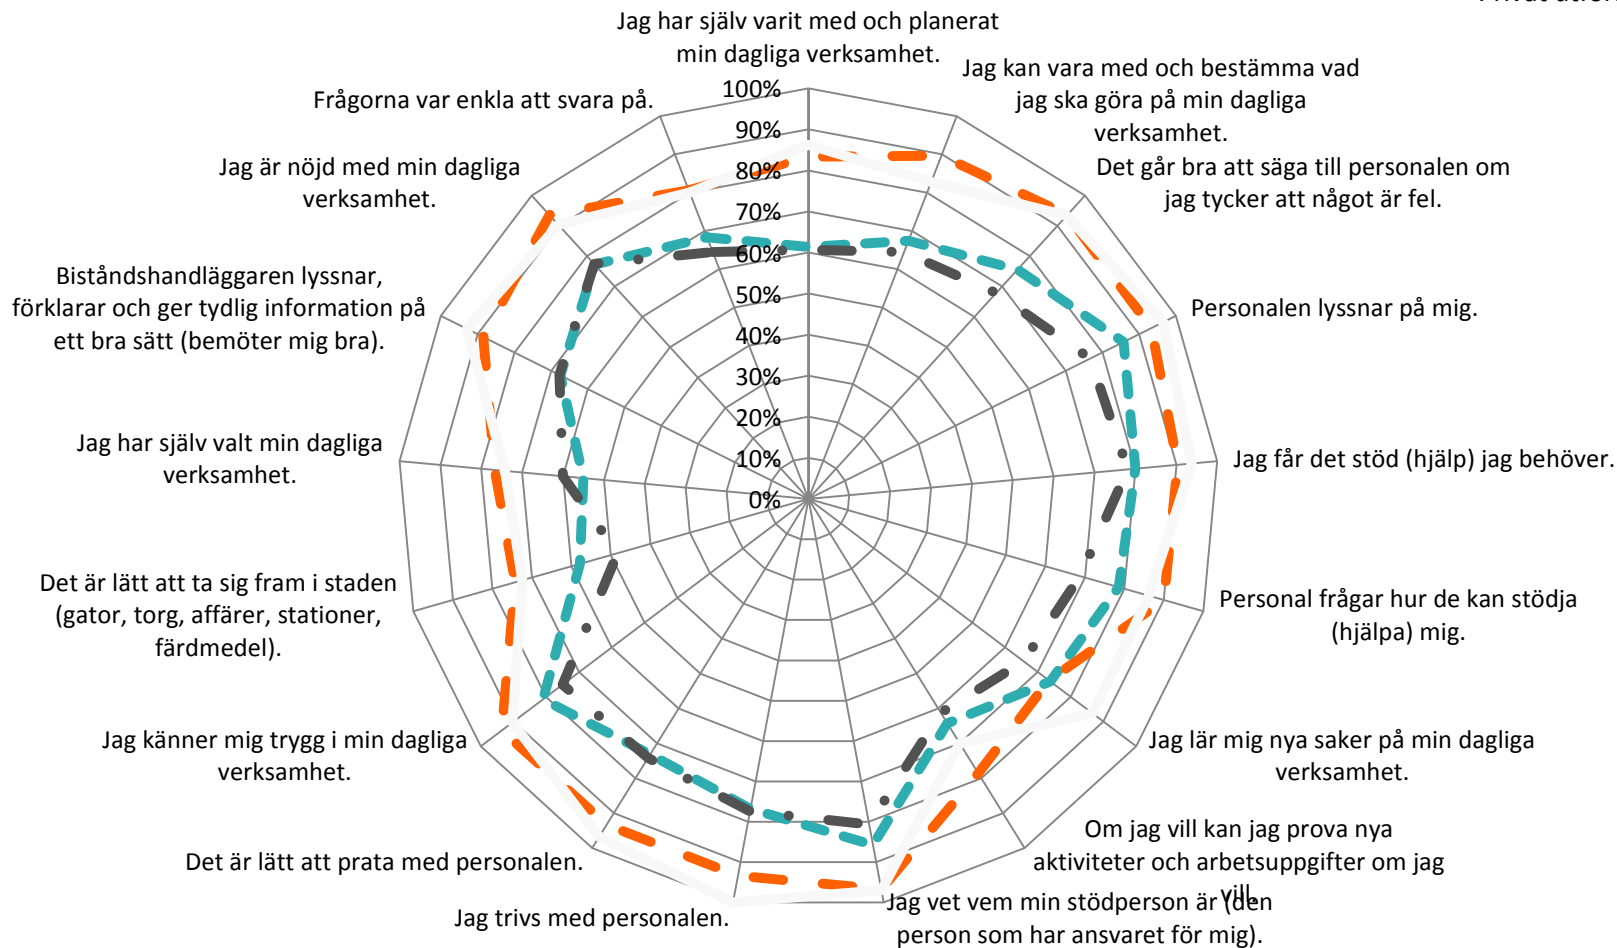 Jag har själv varit med och planerat
min dagliga verksamhet.
Jag kan vara med och bestämma vad
jag ska göra på min dagliga
verksamhet.
Det går bra att säga till personalen om
jag tycker att något är fel.
Personalen lyssnar på mig.
Jag får det stöd (hjälp) jag behöver.
Personal frågar hur de kan stödja
(hjälpa) mig.
Jag lär mig nya saker på min dagliga
verksamhet.
Om jag vill kan jag prova nya
aktiviteter och arbetsuppgifter om jag
vill.
Jag vet vem min stödperson är (den
person som har ansvaret för mig).
Jag trivs med personalen.
Det är lätt att prata med personalen.
Jag känner mig trygg i min dagliga
verksamhet.
Det är lätt att ta sig fram i staden
(gator, torg, affärer, stationer,
färdmedel).
Jag har själv valt min dagliga
verksamhet.
Biståndshandläggaren lyssnar,
förklarar och ger tydlig information på
ett bra sätt (bemöter mig bra).
Jag är nöjd med min dagliga
verksamhet.
Frågorna var enkla att svara på.
100%
90%
80%
70%
60%
50%
40%
30%
20%
10%
0%